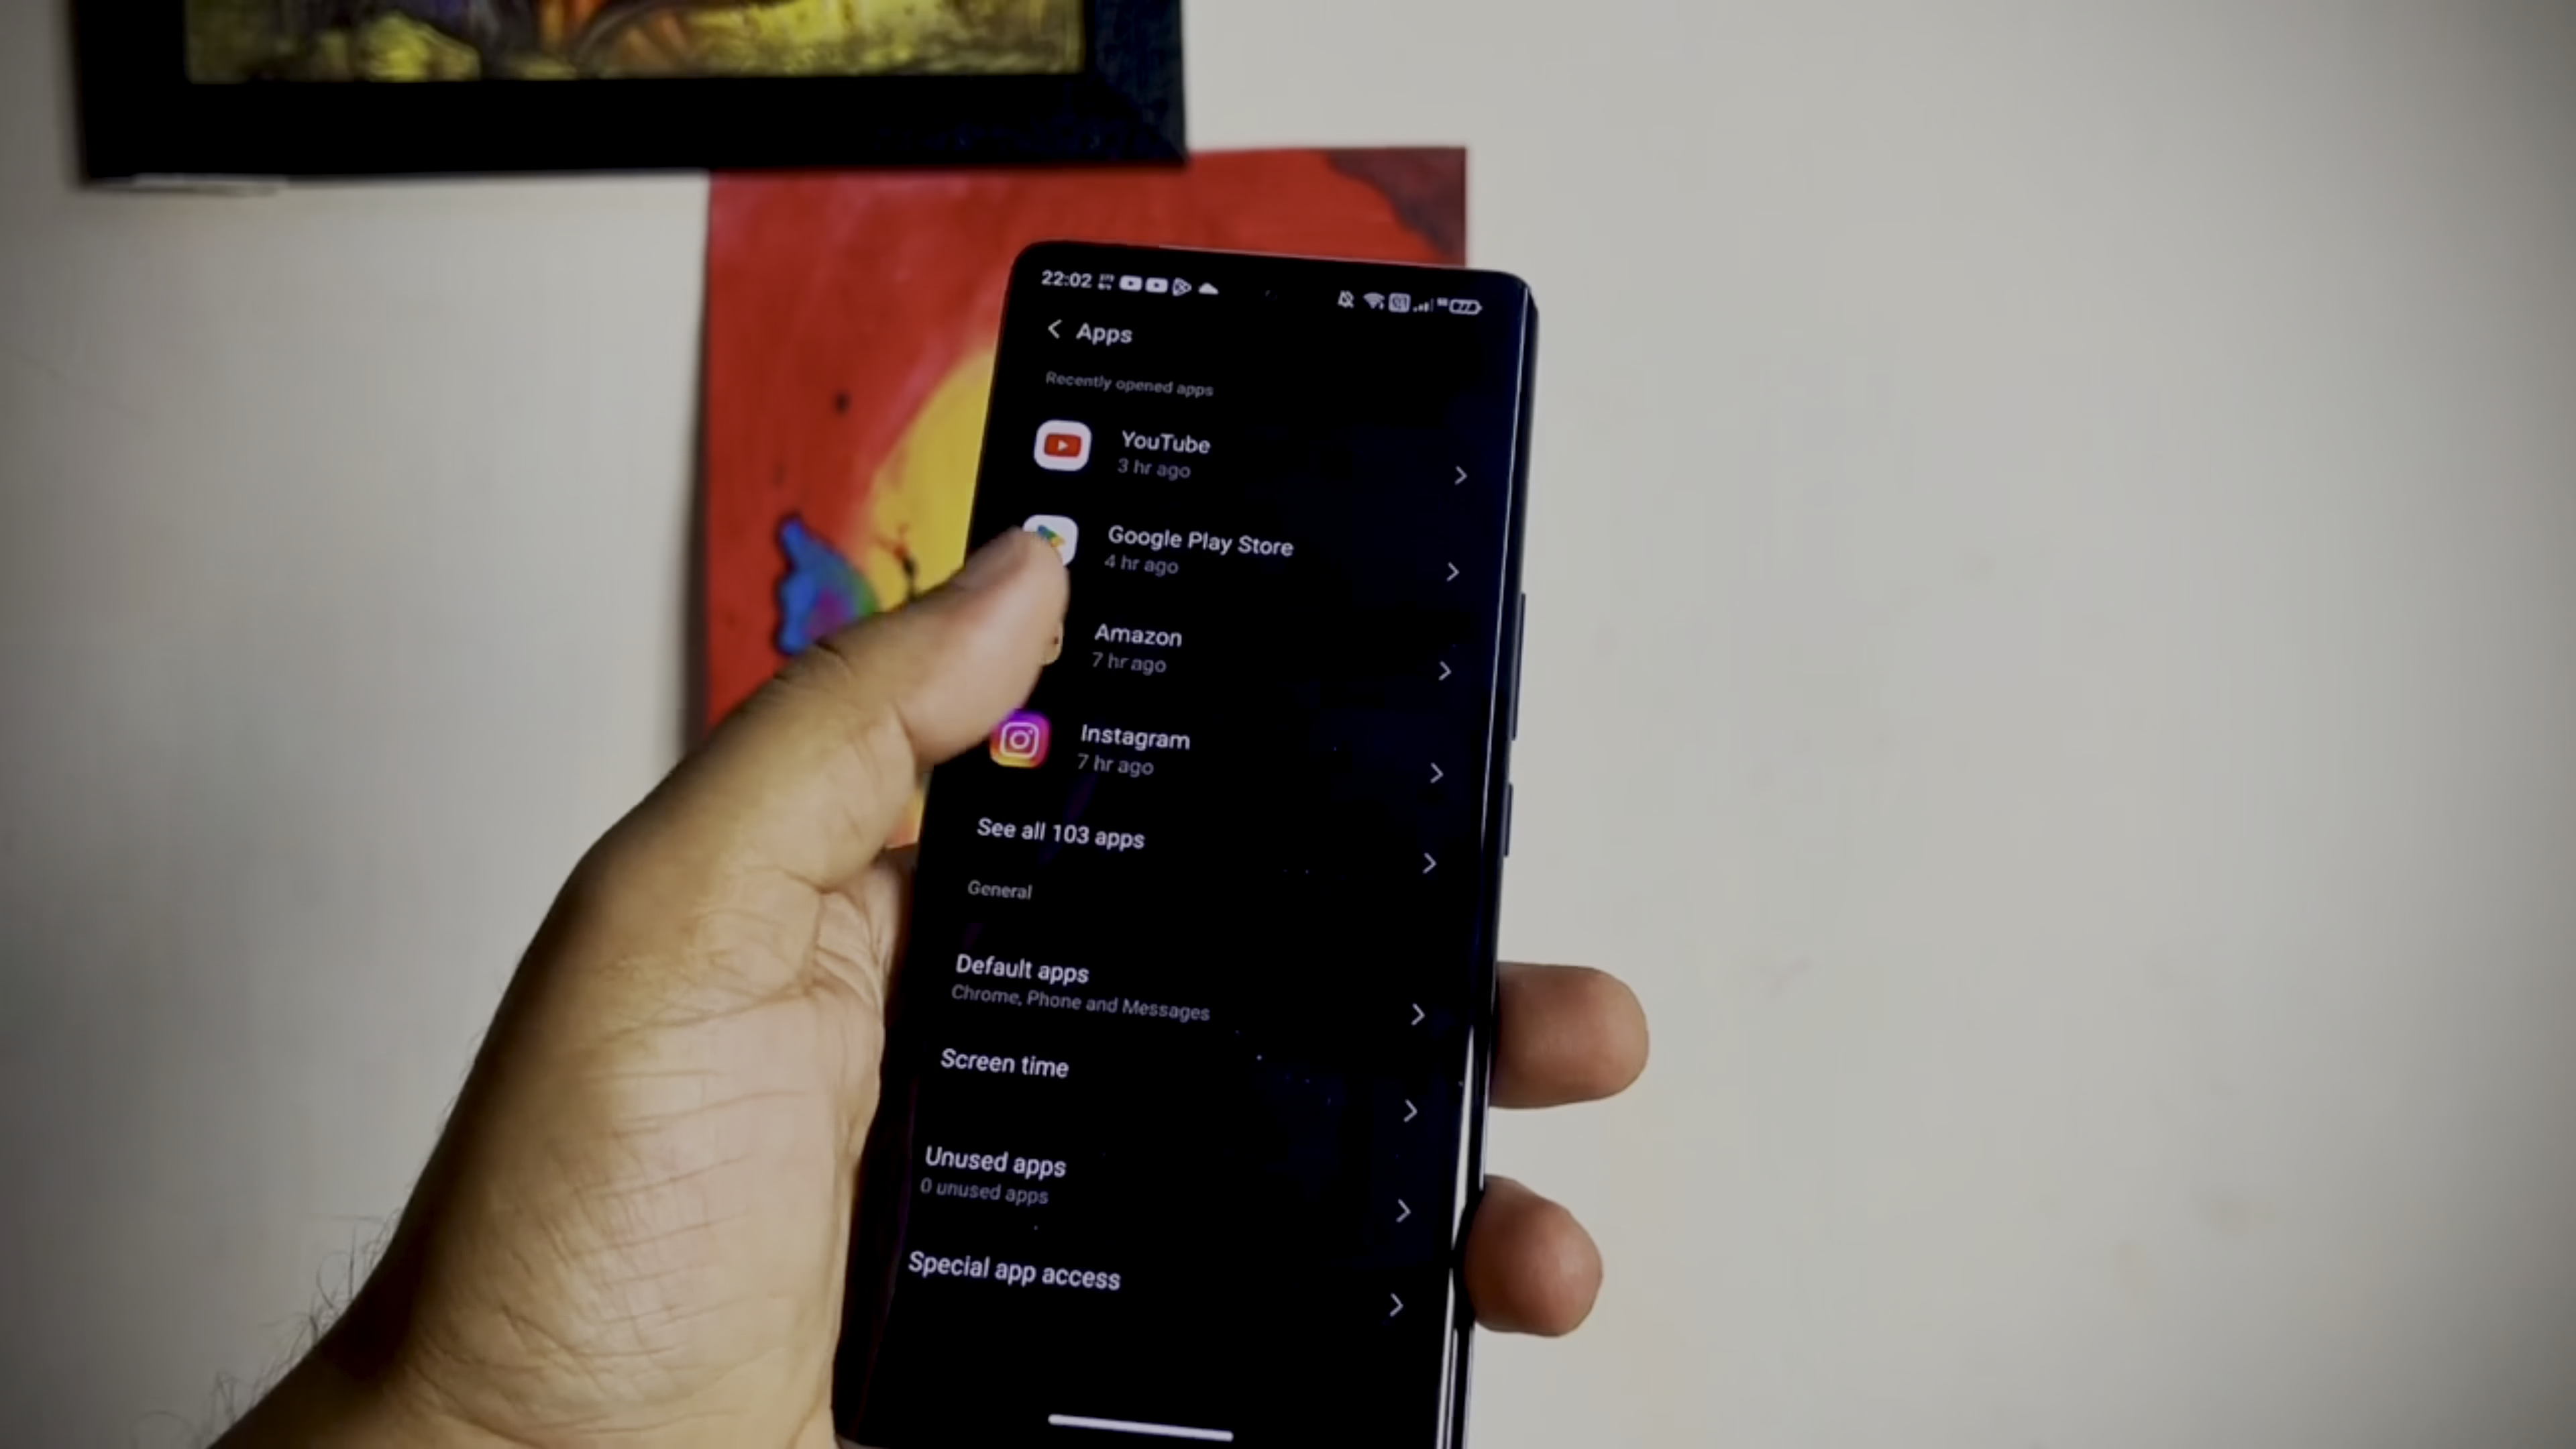 22:02
Apps
Recently opened apps
YouTube
3 hr ago
Google Play Store
4 hr ago
Amazon
7 hr ago
Instagram
7 hr ago
See all 103 apps
General
Default apps
Chrome, Phone and Messages
Screen time
Unused apps
0 unused apps
Special app access